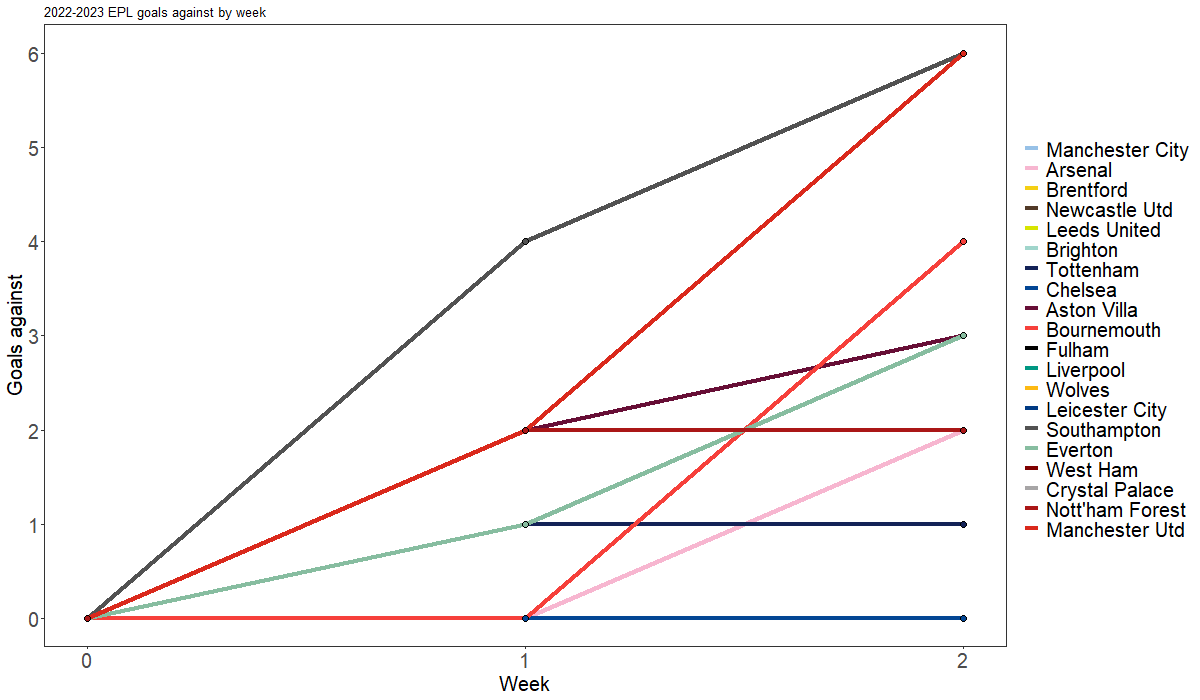 2022-2023 EPL goals against by week
Goals against
6
5
4
3
2
1
0
0
1
2
Week
Manchester City
Arsenal
Brentford
Newcastle Utd
Leeds United
Brighton
Tottenham
Chelsea
Aston Villa
Bournemouth
Fulham
Liverpool
Wolves
Leicester City
Southampton
Everton
West Ham
Crystal Palace
Nott'ham Forest
Manchester Utd